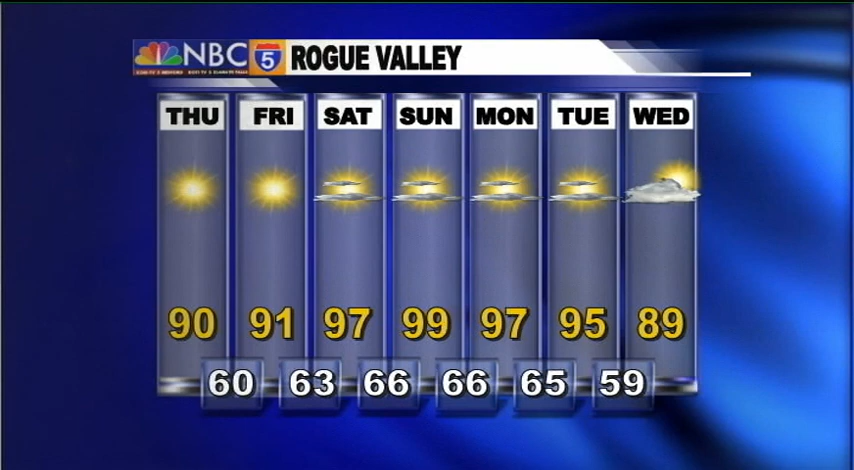 NBC 5 ROGUE VALLEY
THU FRI SAT SUN MON TUE WED
90 91 97 99 97 95 89
60 63 66 66 65 59